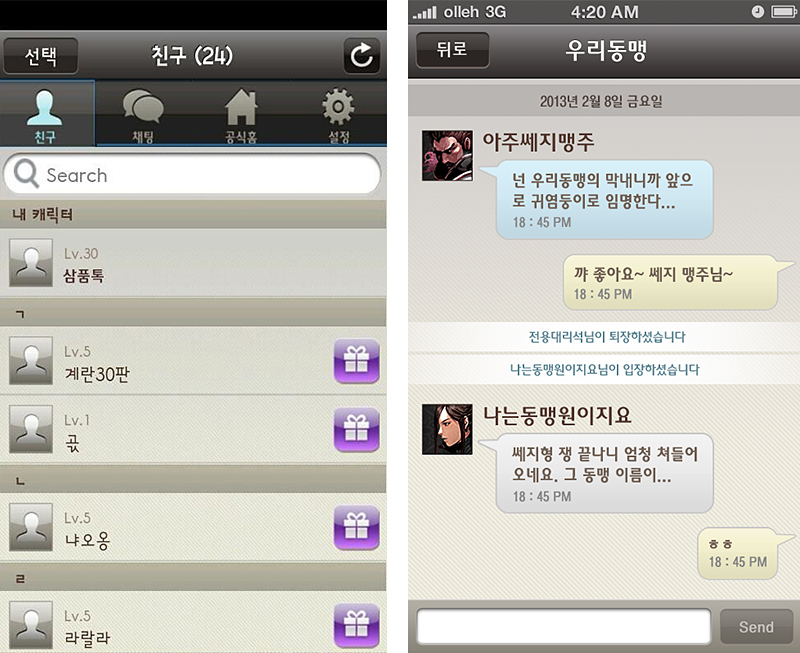 선택
친구 (24)
친구
채팅
공식홈
설정
Search
내 캐릭터
Lv.30
삼품톡
ㄱ
Lv.5
계란30판
Lv.1
ㄴ
Lv.5
냐오옹
ㄹ
Lv.5
라랄라
olleh 3G
4:20 AM
뒤로
우리동맹
2013년 2월 8일 금요일
아주쎄지맹주
넌 우리동맹의 막내니까 앞으
로 귀염둥이로 임명한다...
18 : 45 PM
꺄 좋아요~ 쎄지 맹주님~
18 : 45 PM
전용대리석님이 퇴장하셨습니다
나는동맹원이지요님이 입장하셨습니다
나는동맹원이지요
쎄지형 쟁 끝나니 엄청 쳐들어
오네요. 그 동맹 이름이...
18 : 45 PM
ㅎㅎ
18 : 45 PM
Send